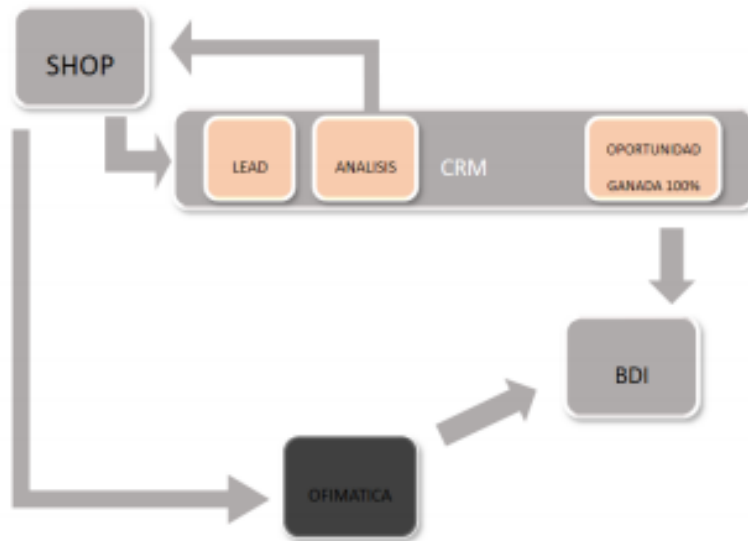 SHOP
LEAD
ANALISIS
CRM
OPORTUNIDAD
GANADA 100%
BDI
OFIMATICA